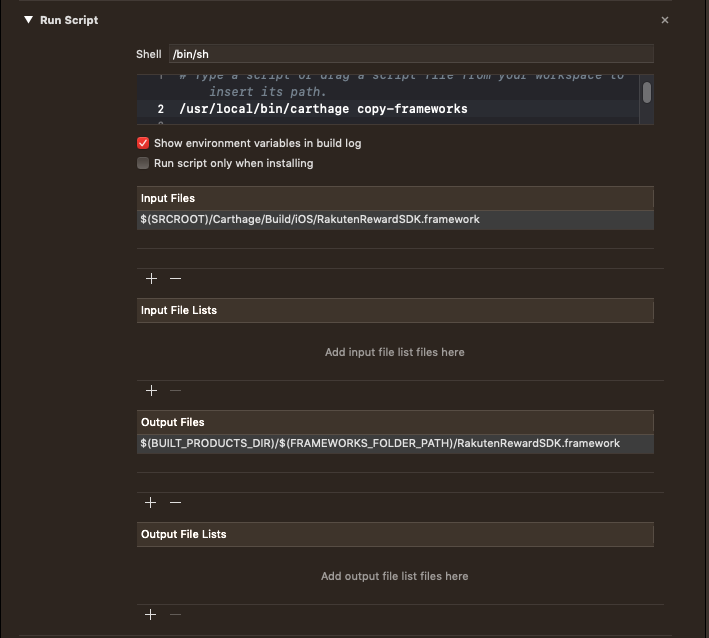 Run Script
Shell /bin/sh
1 # Type a script or drag a script file from your workspace to
insert its path.
2 /usr/local/bin/carthage copy-frameworks
Show environment variables in build log
Run script only when installing
Input Files
$(SRCROOT)/Carthage/Build/iOS/RakutenRewardSDK.framework
Input File Lists
Add input file list files here
Output Files
$(BUILT_PRODUCTS_DIR)/$(FRAMEWORKS_FOLDER_PATH)/RakutenRewardSDK.framework
Output File Lists
Add output file list files here